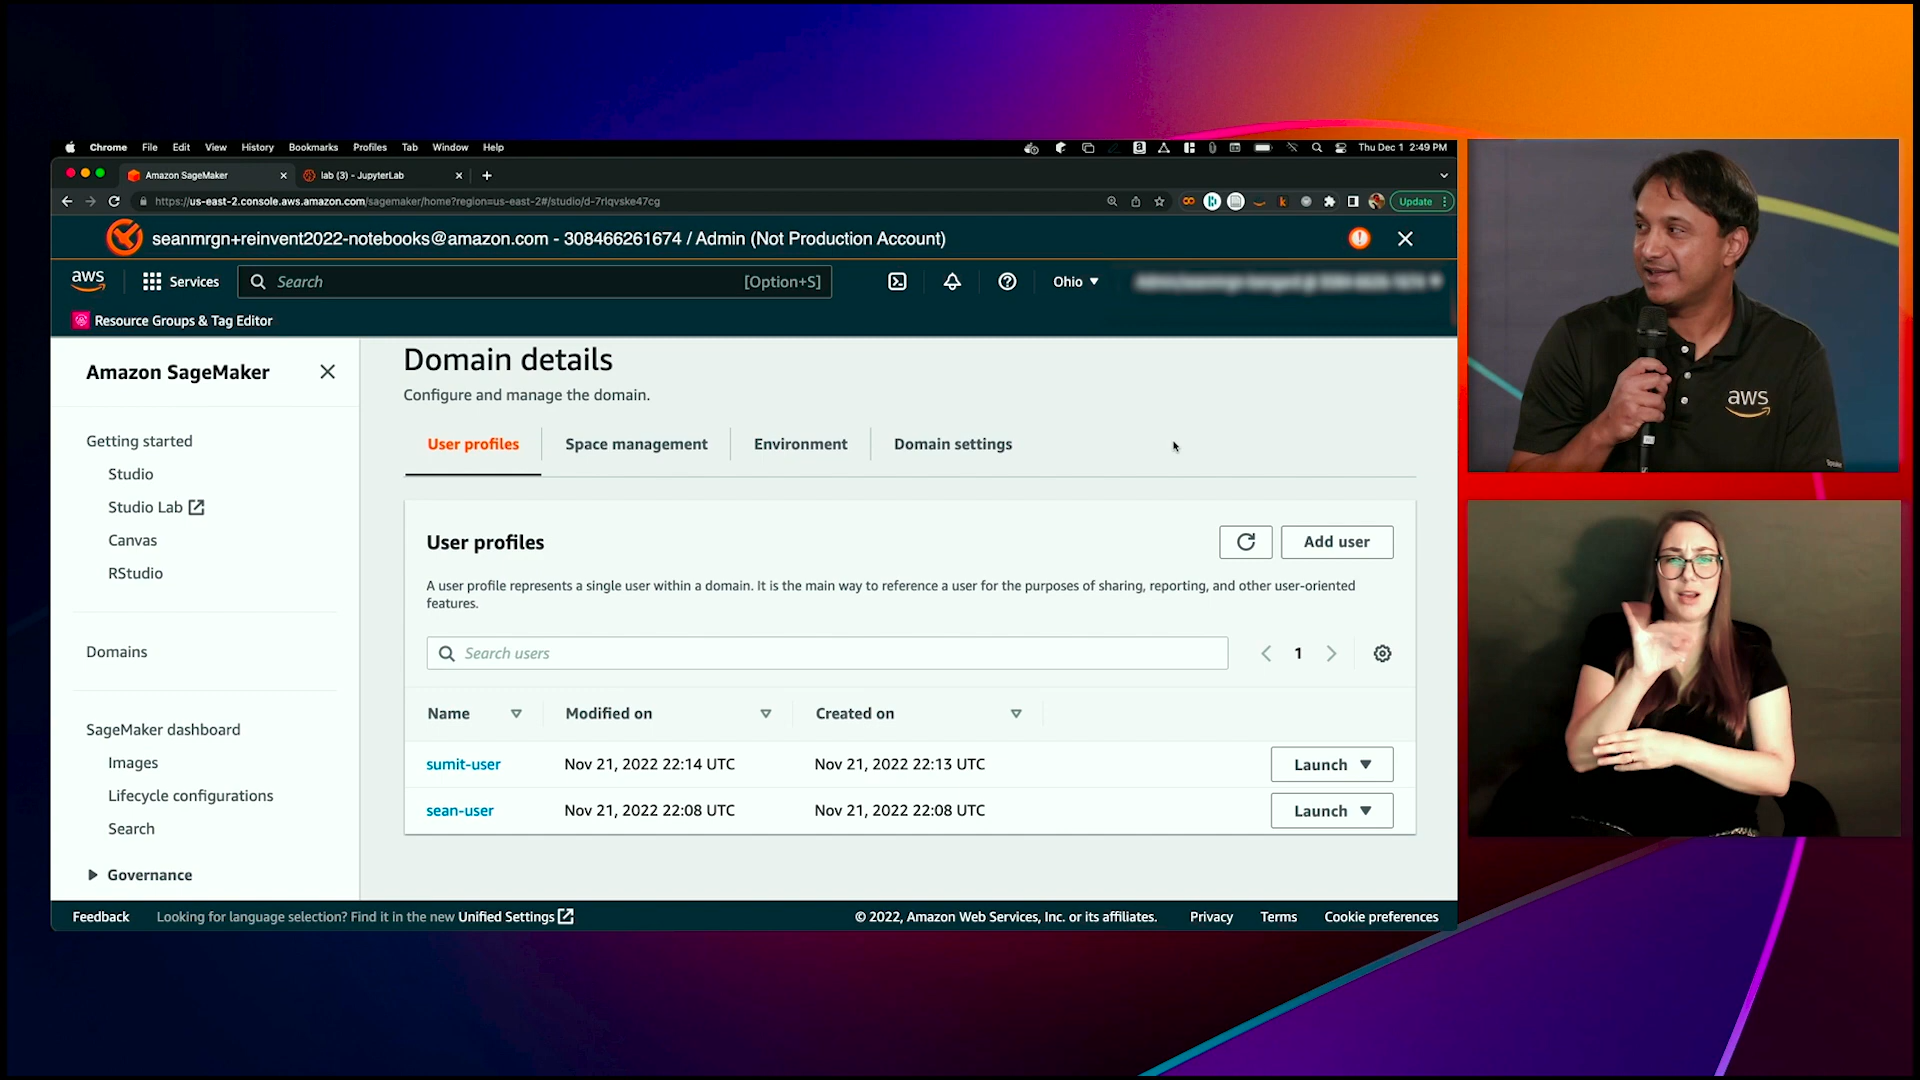 Chrome File Edit View History Bookmarks Profiles Tab Window Help Thu Dec 1 2:49 PM
Amazon SageMaker lab (3) - JupyterLab
https://us-east-2.console.aws.amazon.com/sagemaker/home?region=us-east-2#/studio/d-7rlqvske47cg Update
seanmrgn+reinvent2022-notebooks@amazon.com - 308466261674 / Admin (Not Production Account)
aws Services Search [Option+S] Ohio
Resource Groups & Tag Editor
Amazon SageMaker
Getting started
Studio
Studio Lab
Canvas
RStudio
Domains
SageMaker dashboard
Images
Lifecycle configurations
Search
Governance
Domain details
Configure and manage the domain.
User profiles Space management Environment Domain settings
User profiles Add user
A user profile represents a single user within a domain. It is the main way to reference a user for the purposes of sharing, reporting, and other user-oriented
features.
Search users 1
Name Modified on Created on
sumit-user Nov 21, 2022 22:14 UTC Nov 21, 2022 22:13 UTC Launch
sean-user Nov 21, 2022 22:08 UTC Nov 21, 2022 22:08 UTC Launch
Feedback Looking for language selection? Find it in the new Unified Settings © 2022, Amazon Web Services, Inc. or its affiliates. Privacy Terms Cookie preferences
aws